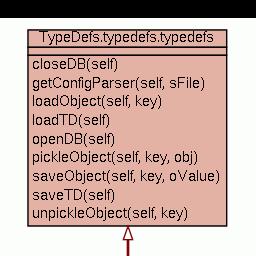 TypeDefs.typedefs.typedefs
closeDB(self)
getConfigParser(self, sFile)
loadObject(self, key)
loadTD(self)
openDB(self)
pickleObject(self, key, obj)
saveObject(self, key, oValue)
saveTD(self)
unpickleObject(self, key)